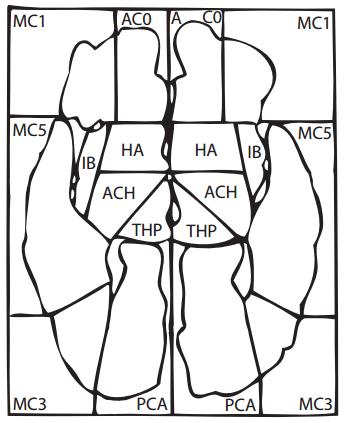 MC1 AC0 A C0 MC1
MC5 MC5
IB HA HA IB
ACH ACH
THP THP
MC3 PCA PCA MC3